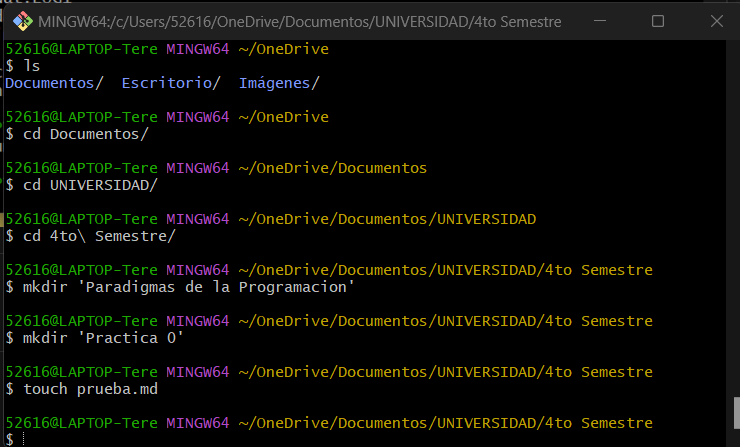 MINGW64:/c/Users/52616/OneDrive/Documentos/UNIVERSIDAD/4to Semestre
52616@LAPTOP-Tere MINGW64 ~/OneDrive
$ ls
Documentos/  Escritorio/  Imágenes/
52616@LAPTOP-Tere MINGW64 ~/OneDrive
$ cd Documentos/
52616@LAPTOP-Tere MINGW64 ~/OneDrive/Documentos
$ cd UNIVERSIDAD/
52616@LAPTOP-Tere MINGW64 ~/OneDrive/Documentos/UNIVERSIDAD
$ cd 4to\ Semestre/
52616@LAPTOP-Tere MINGW64 ~/OneDrive/Documentos/UNIVERSIDAD/4to Semestre
$ mkdir 'Paradigmas de la Programacion'
52616@LAPTOP-Tere MINGW64 ~/OneDrive/Documentos/UNIVERSIDAD/4to Semestre
$ mkdir 'Practica 0'
52616@LAPTOP-Tere MINGW64 ~/OneDrive/Documentos/UNIVERSIDAD/4to Semestre
$ touch prueba.md
52616@LAPTOP-Tere MINGW64 ~/OneDrive/Documentos/UNIVERSIDAD/4to Semestre
$